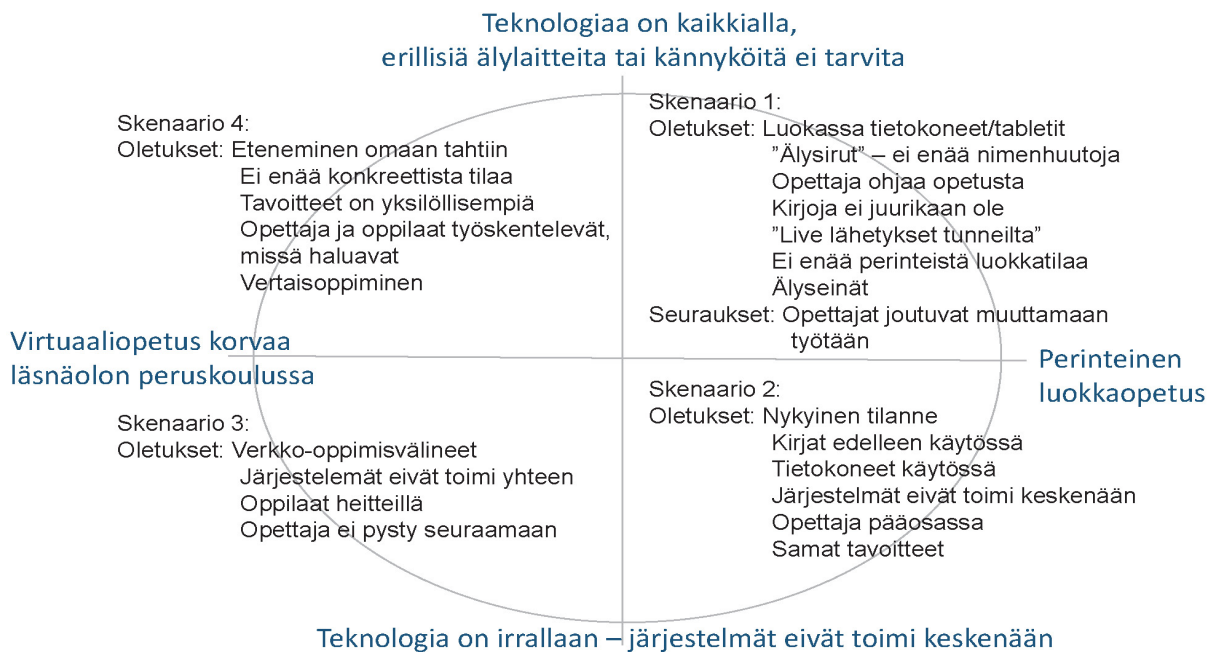 Teknologiaa on kaikkialla,
erillisiä älylaitteita tai kännyköitä ei tarvita
Skenaario 4:
Oletukset: Eteneminen omaan tahtiin
Ei enää konkreettista tilaa
Tavoitteet on yksilöllisempiä
Opettaja ja oppilaat työskentelevät,
missä haluavat
Vertaisoppiminen
Skenaario 1:
Oletukset: Luokassa tietokoneet/tabletit
”Älysirut” – ei enää nimenhuutoja
Opettaja ohjaa opetusta
Kirjoja ei juurikaan ole
”Live lähetykset tunneilta”
Ei enää perinteistä luokkatilaa
Älyseinät
Seuraukset: Opettajat joutuvat muuttamaan
työtään
Virtuaaliopetus korvaa
läsnäolon peruskoulussa
Perinteinen
luokkaopetus
Skenaario 3:
Oletukset: Verkko-oppimisvälineet
Järjestelemät eivät toimi yhteen
Oppilaat heitteillä
Opettaja ei pysty seuraamaan
Skenaario 2:
Oletukset: Nykyinen tilanne
Kirjat edelleen käytössä
Tietokoneet käytössä
Järjestelmät eivät toimi keskenään
Opettaja pääosassa
Samat tavoitteet
Teknologia on irrallaan – järjestelmät eivät toimi keskenään